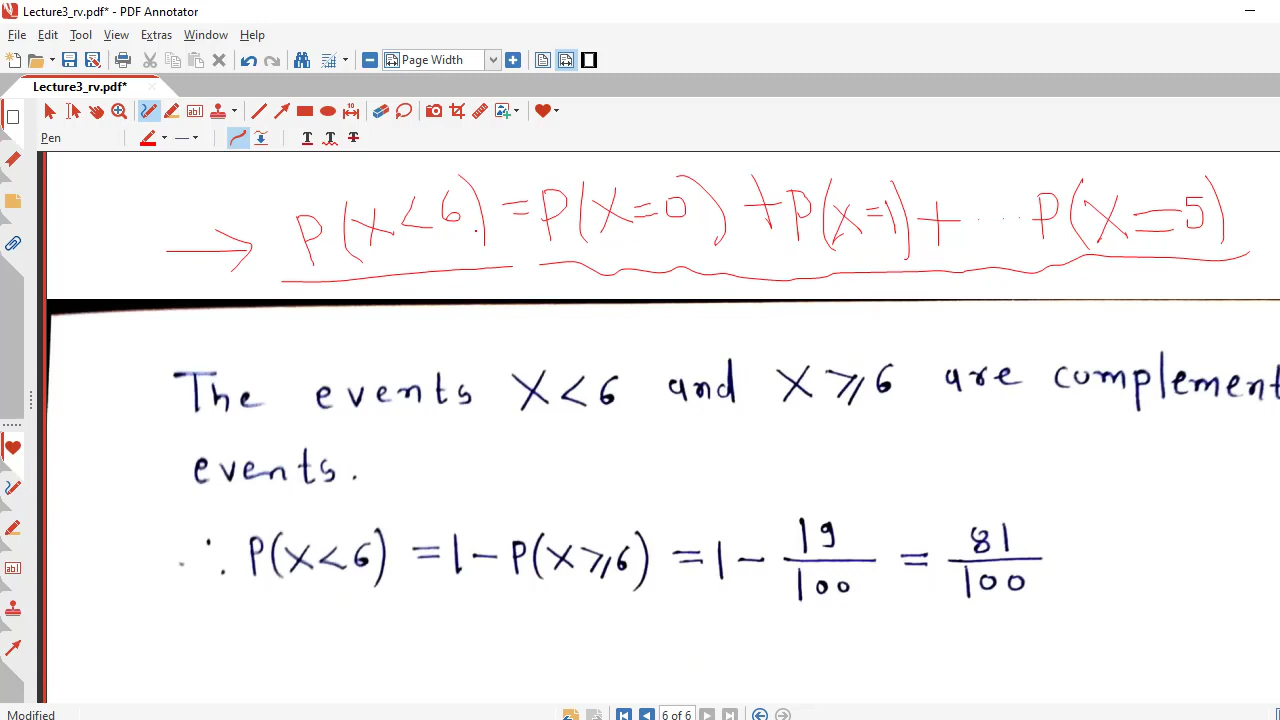 Lecture3_rv.pdf* - PDF Annotator
File Edit Tool View Extras Window Help
Page Width
Lecture3_rv.pdf*
Pen
→ P(X<6) = P(X=0) + P(X=1) + ... P(X=5)
The events X<6 and X⩾6 are complement
events.
∴ P(X<6) = 1 - P(X⩾6) = 1 - 19/100 = 81/100
Modified
6 of 6